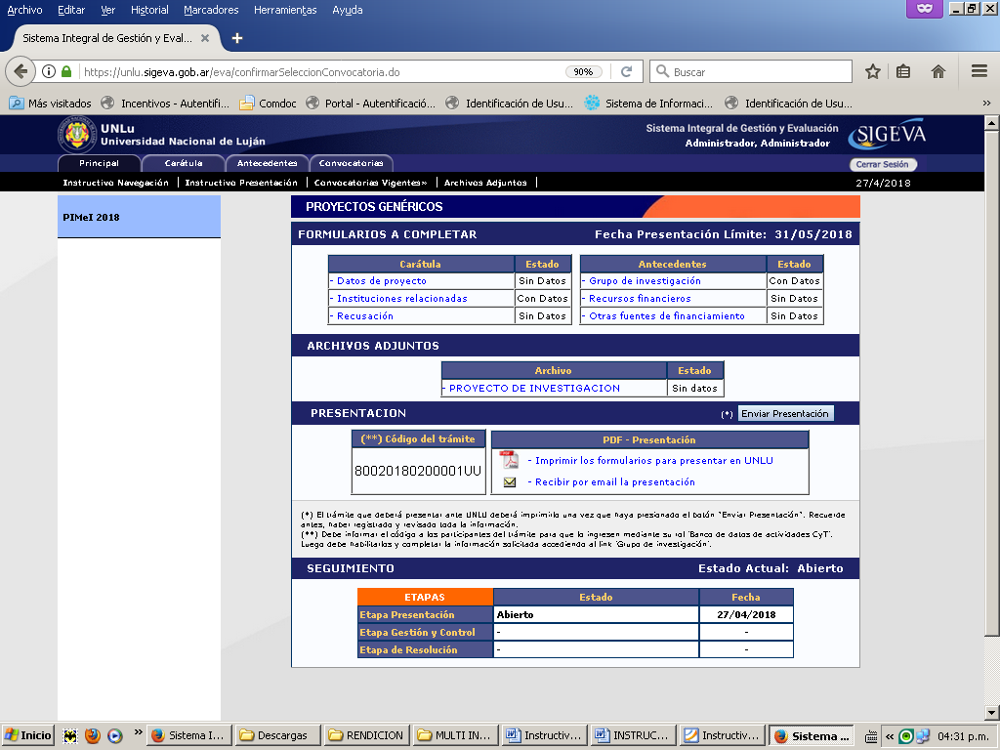 Archivo Editar Ver Historial Marcadores Herramientas Ayuda
Sistema Integral de Gestión y Eval... × +
https://unlu.sigeva.gob.ar/eva/confirmarSeleccionConvocatoria.do 90% Buscar
Más visitados Incentivos - Autentifi... Comdoc Portal - Autentificació... Identificación de Usu... Sistema de Informaci... Identificación de Usu... »
UNLu
Universidad Nacional de Luján
Sistema Integral de Gestión y Evaluación
Administrador, Administrador
SIGEVA
Principal Carátula Antecedentes Convocatorias Cerrar Sesión
Instructivo Navegación | Instructivo Presentación | Convocatorias Vigentes» | Archivos Adjuntos | 27/4/2018
PIMeI 2018
PROYECTOS GENÉRICOS
FORMULARIOS A COMPLETAR Fecha Presentación Límite: 31/05/2018
Carátula Estado Antecedentes Estado
- Datos de proyecto Sin Datos - Grupo de investigación Con Datos
- Instituciones relacionadas Con Datos - Recursos financieros Sin Datos
- Recusación Sin Datos - Otras fuentes de financiamiento Sin Datos
ARCHIVOS ADJUNTOS
Archivo Estado
- PROYECTO DE INVESTIGACION Sin datos
PRESENTACION (*) Enviar Presentación
(**) Código del trámite PDF - Presentación
80020180200001UU
- Imprimir los formularios para presentar en UNLU
- Recibir por email la presentación
(*) El trámite que deberá presentar ante UNLU deberá imprimirlo una vez que haya presionado el botón "Enviar Presentación". Recuerde
antes, haber registrado y revisado toda la información.
(**) Debe informar el código a los participantes del trámite para que lo ingresen mediante su rol 'Banco de datos de actividades CyT'.
Luego debe habilitarlos y completar la información solicitada accediendo al link 'Grupo de investigación'.
SEGUIMIENTO Estado Actual: Abierto
ETAPAS Estado Fecha
Etapa Presentación Abierto 27/04/2018
Etapa Gestión y Control - -
Etapa de Resolución - -
Inicio » Sistema I... Descargas RENDICION MULTI IN... Instructiv... INSTRUC... Instructiv... Sistema ... « 04:31 p.m.